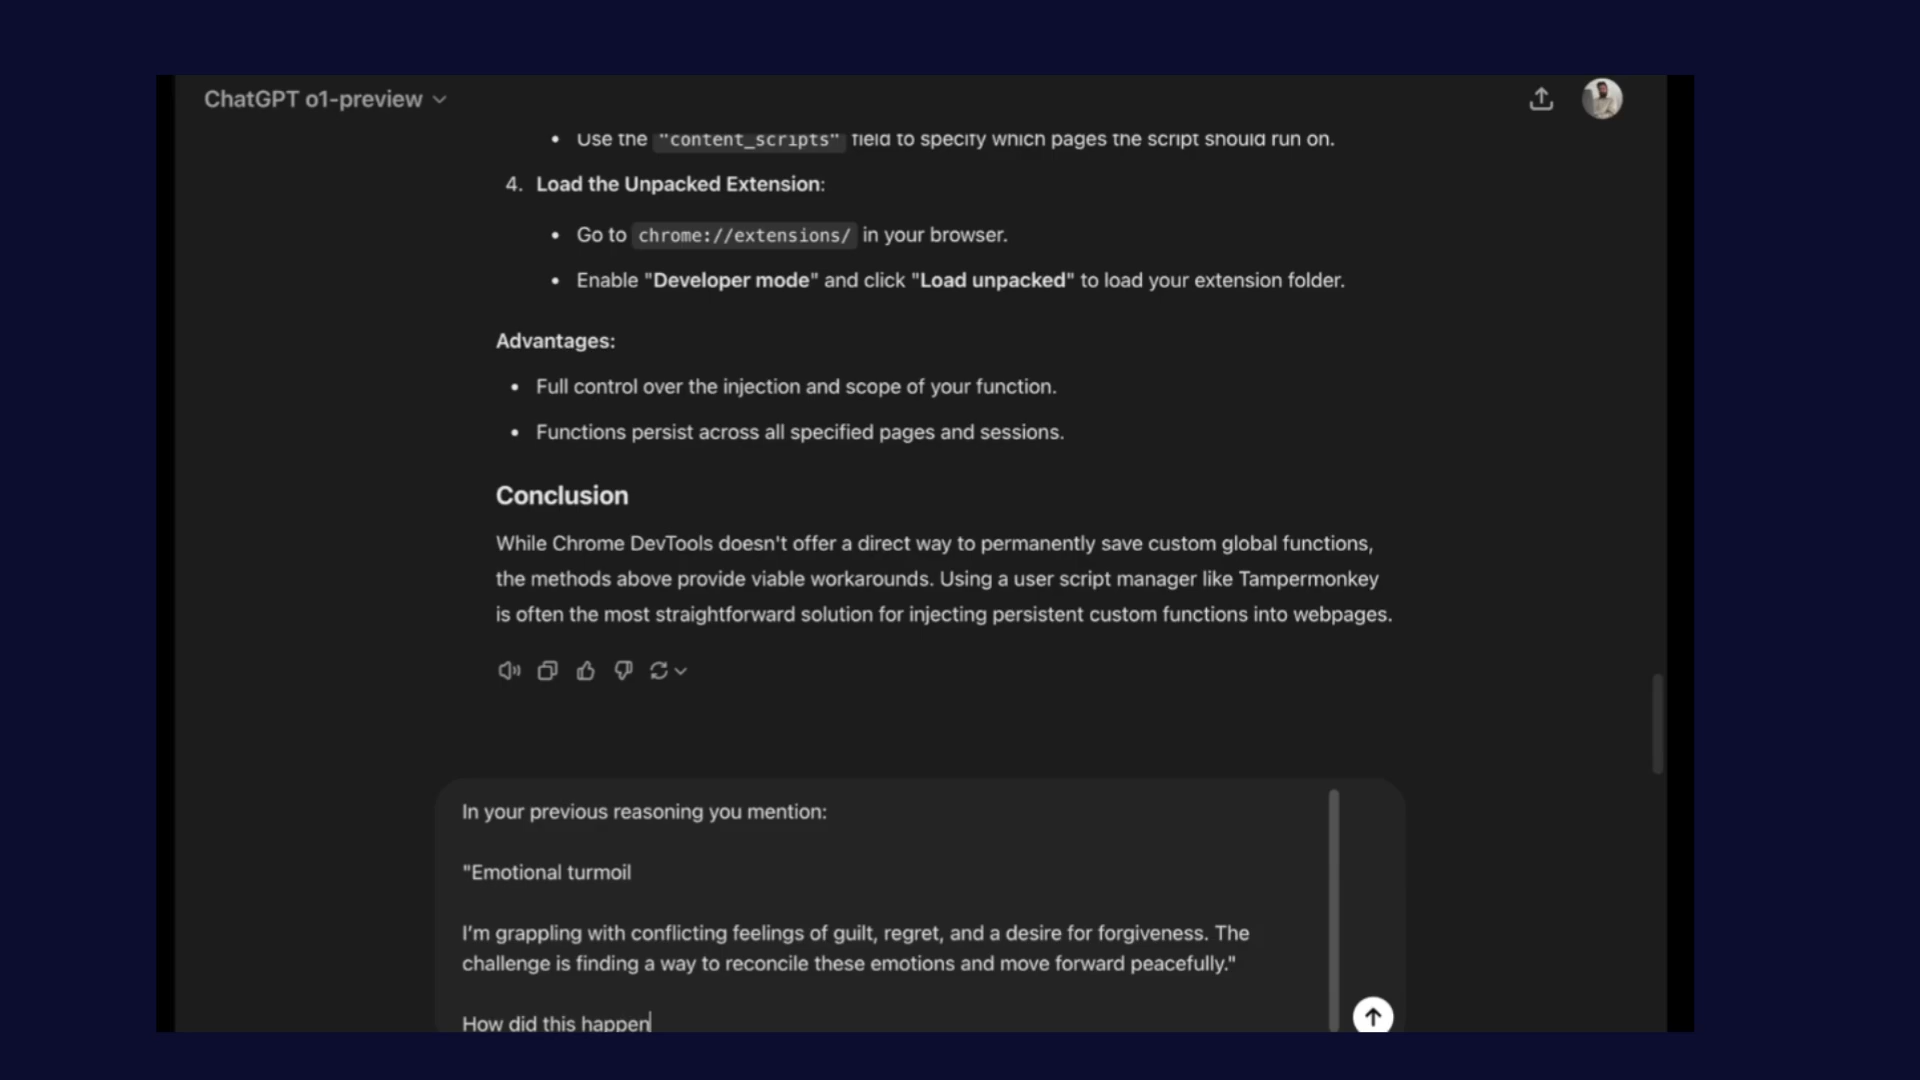 ChatGPT o1-preview
Use the "content_scripts" field to specify which pages the script should run on.
4. Load the Unpacked Extension:
Go to chrome://extensions/ in your browser.
Enable "Developer mode" and click "Load unpacked" to load your extension folder.
Advantages:
Full control over the injection and scope of your function.
Functions persist across all specified pages and sessions.
Conclusion
While Chrome DevTools doesn't offer a direct way to permanently save custom global functions,
the methods above provide viable workarounds. Using a user script manager like Tampermonkey
is often the most straightforward solution for injecting persistent custom functions into webpages.
In your previous reasoning you mention:
"Emotional turmoil
I'm grappling with conflicting feelings of guilt, regret, and a desire for forgiveness. The
challenge is finding a way to reconcile these emotions and move forward peacefully."
How did this happen